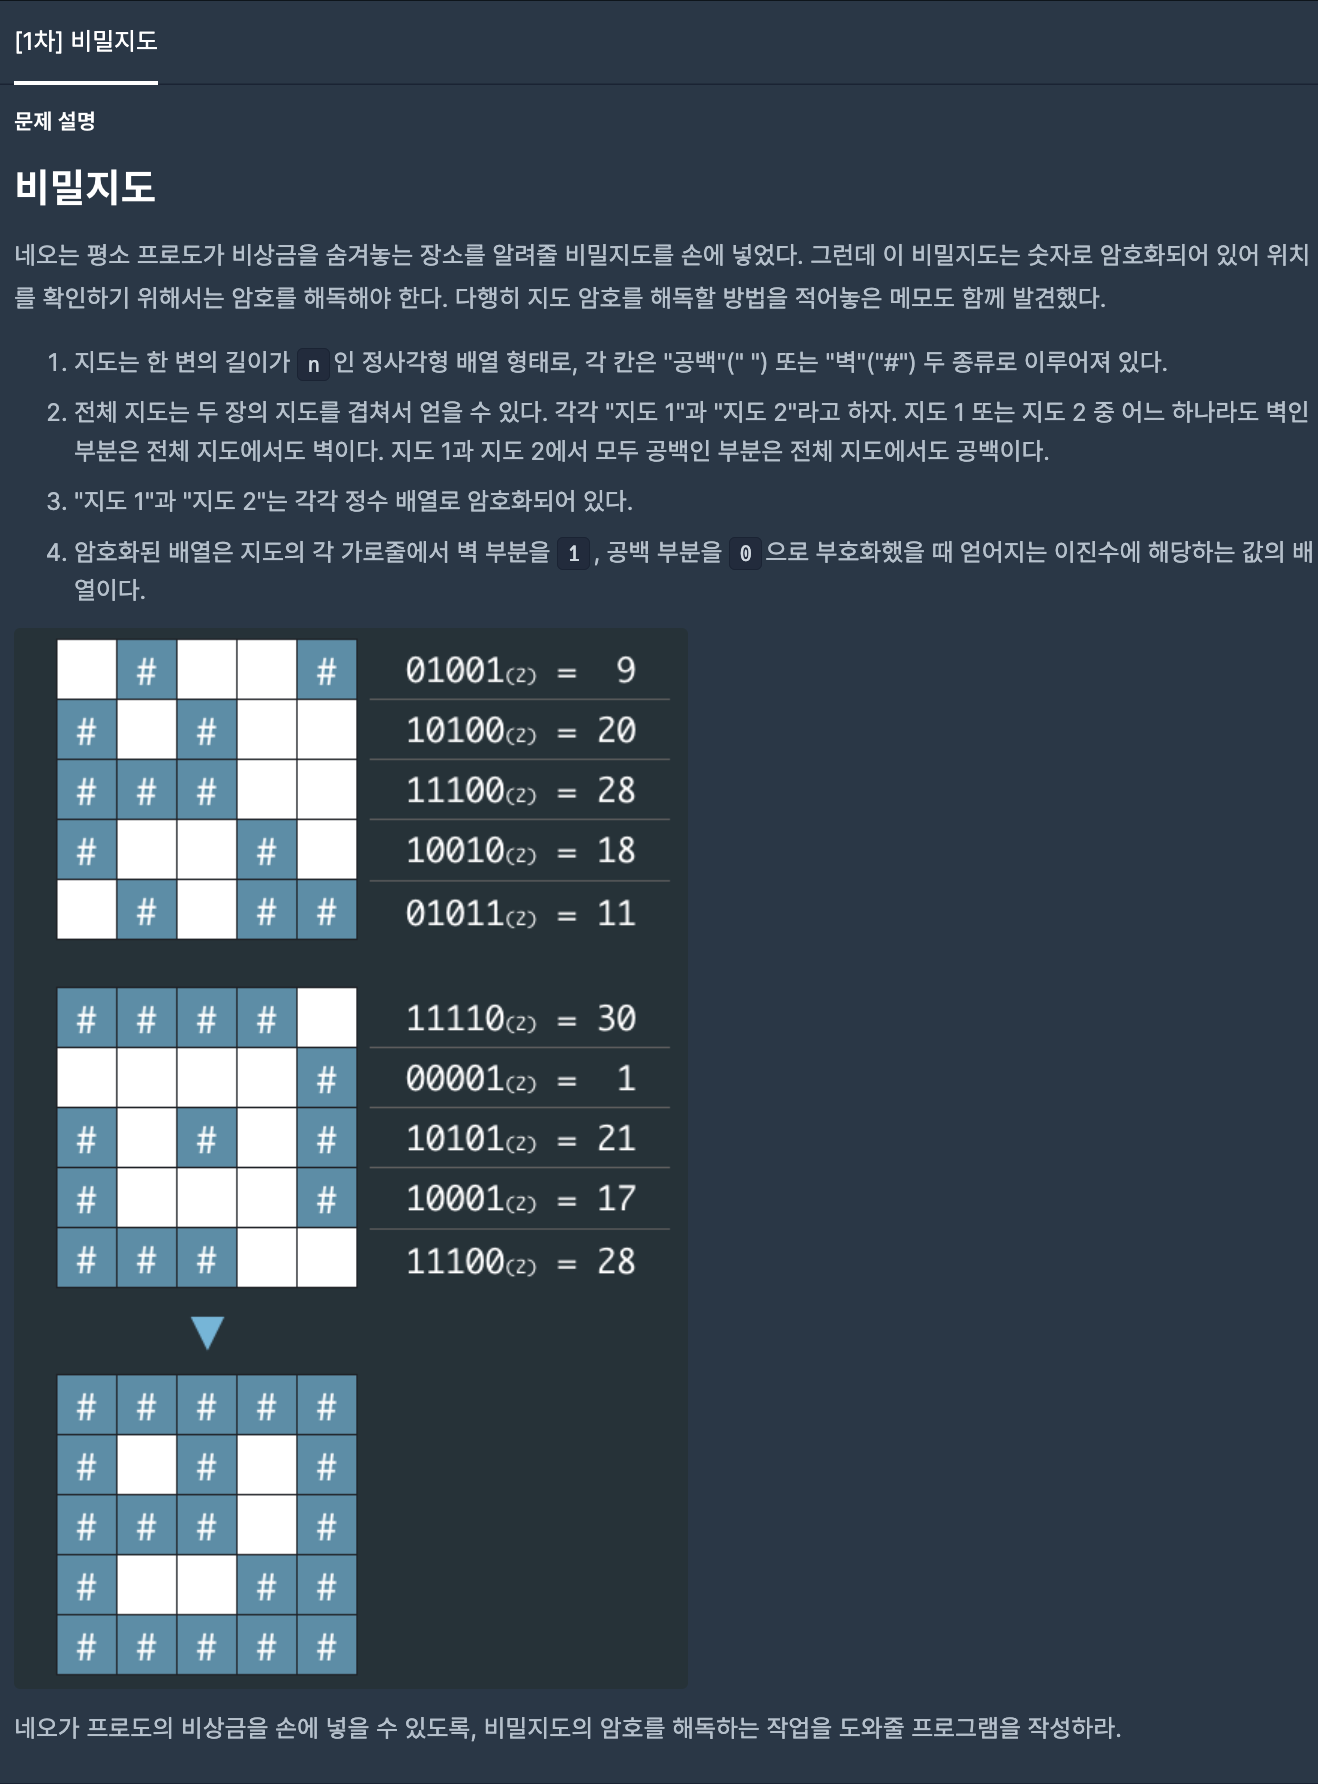 [1차] 비밀지도
문제 설명
비밀지도
네오는 평소 프로도가 비상금을 숨겨놓는 장소를 알려줄 비밀지도를 손에 넣었다. 그런데 이 비밀지도는 숫자로 암호화되어 있어 위치
를 확인하기 위해서는 암호를 해독해야 한다. 다행히 지도 암호를 해독할 방법을 적어놓은 메모도 함께 발견했다.
1. 지도는 한 변의 길이가 n 인 정사각형 배열 형태로, 각 칸은 "공백"(" ") 또는 "벽"("#") 두 종류로 이루어져 있다.
2. 전체 지도는 두 장의 지도를 겹쳐서 얻을 수 있다. 각각 "지도 1"과 "지도 2"라고 하자. 지도 1 또는 지도 2 중 어느 하나라도 벽인
부분은 전체 지도에서도 벽이다. 지도 1과 지도 2에서 모두 공백인 부분은 전체 지도에서도 공백이다.
3. "지도 1"과 "지도 2"는 각각 정수 배열로 암호화되어 있다.
4. 암호화된 배열은 지도의 각 가로줄에서 벽 부분을 1 , 공백 부분을 0 으로 부호화했을 때 얻어지는 이진수에 해당하는 값의 배
열이다.
# # 01001(2) = 9
# # 10100(2) = 20
# # # 11100(2) = 28
# # 10010(2) = 18
# # # 01011(2) = 11
# # # # 11110(2) = 30
# 00001(2) = 1
# # # 10101(2) = 21
# # 10001(2) = 17
# # # 11100(2) = 28
# # # # #
# # #
# # # #
# # #
# # # # #
네오가 프로도의 비상금을 손에 넣을 수 있도록, 비밀지도의 암호를 해독하는 작업을 도와줄 프로그램을 작성하라.